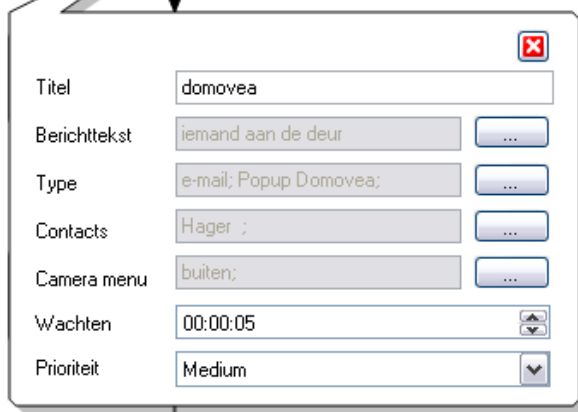 Titel domovea
Berichttekst iemand aan de deur ...
Type e-mail; Popup Domovea; ...
Contacts Hager ; ...
Camera menu buiten; ...
Wachten 00:00:05
Prioriteit Medium